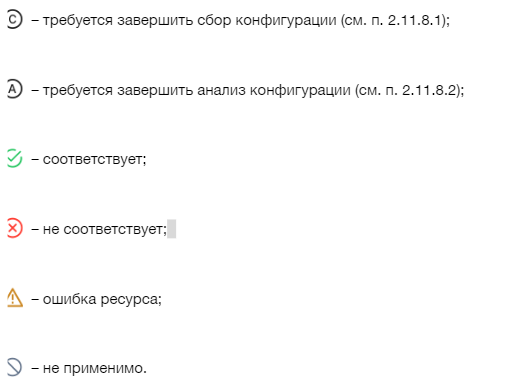 C – требуется завершить сбор конфигурации (см. п. 2.11.8.1);
A – требуется завершить анализ конфигурации (см. п. 2.11.8.2);
– соответствует;
– не соответствует;
– ошибка ресурса;
– не применимо.